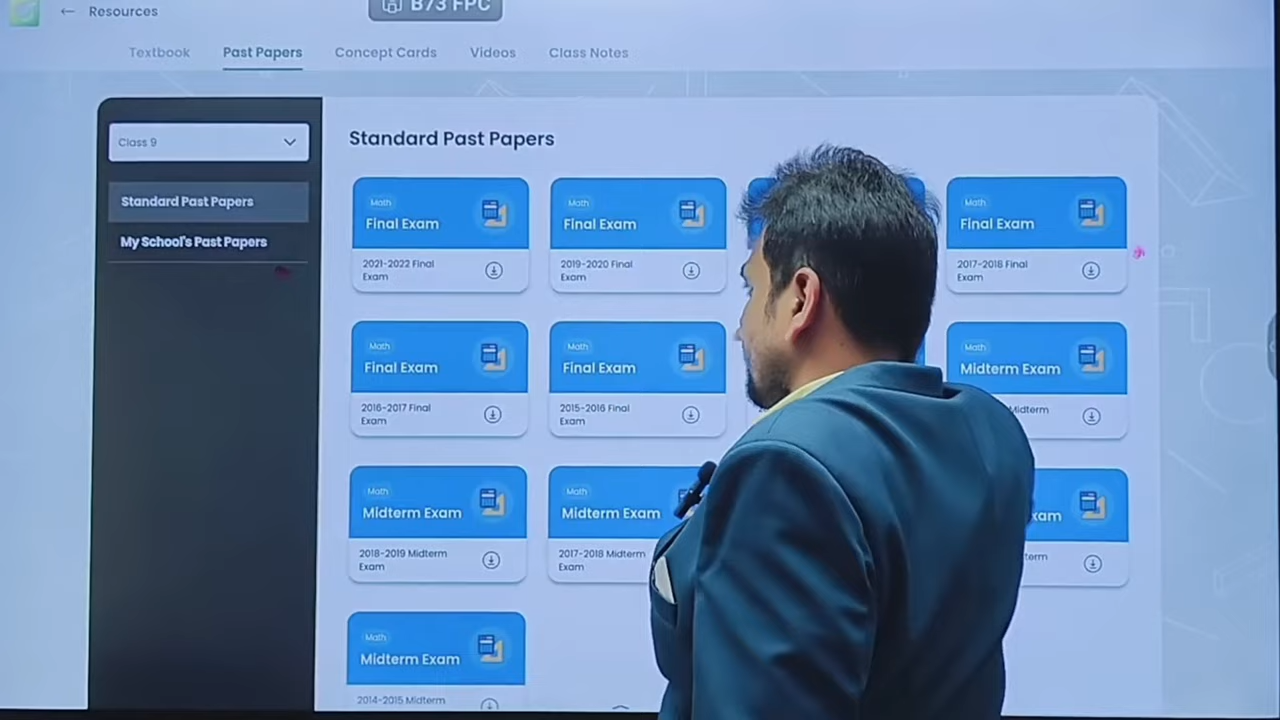 ← Resources
B73 FPC
Textbook Past Papers Concept Cards Videos Class Notes
Class 9
Standard Past Papers
My School's Past Papers
Standard Past Papers
Math
Final Exam
2021-2022 Final
Exam
Math
Final Exam
2019-2020 Final
Exam
Math
Final Exam
2017-2018 Final
Exam
Math
Final Exam
2016-2017 Final
Exam
Math
Final Exam
2015-2016 Final
Exam
Math
Midterm Exam
Midterm
Math
Midterm Exam
2018-2019 Midterm
Exam
Math
Midterm Exam
2017-2018 Midterm
Exam
Math
Midterm Exam
2014-2015 Midterm